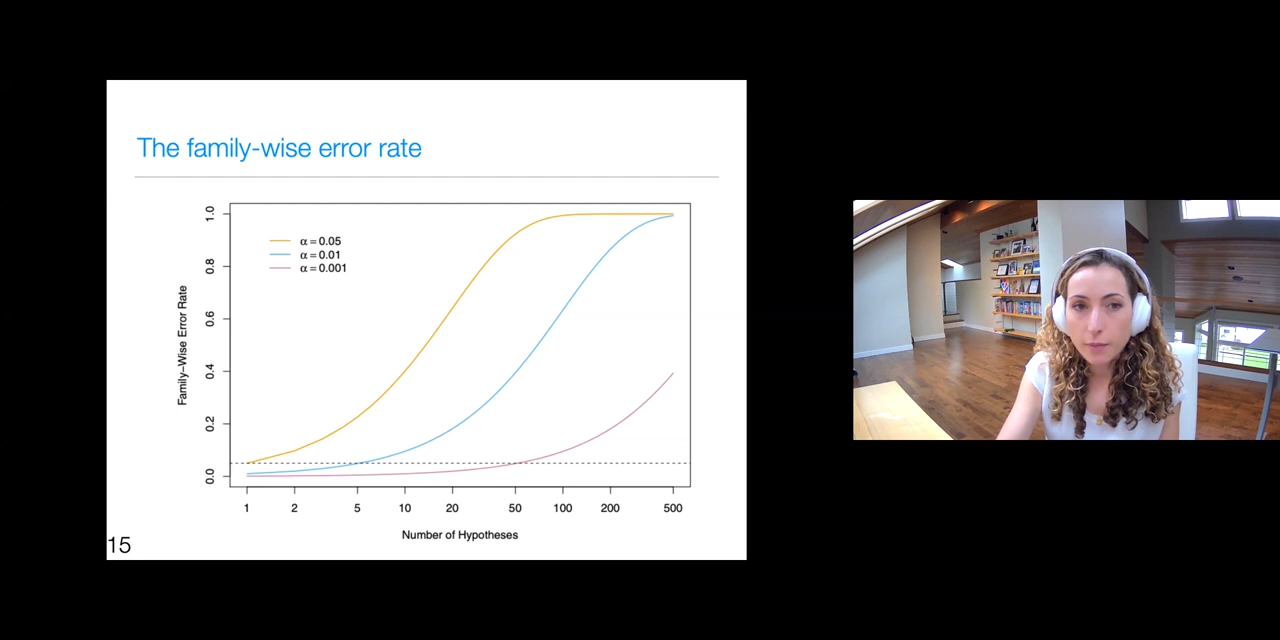 The family-wise error rate
1.0
0.8
0.6
0.4
0.2
0.0
Family−Wise Error Rate
α = 0.05
α = 0.01
α = 0.001
1 2 5 10 20 50 100 200 500
Number of Hypotheses
15